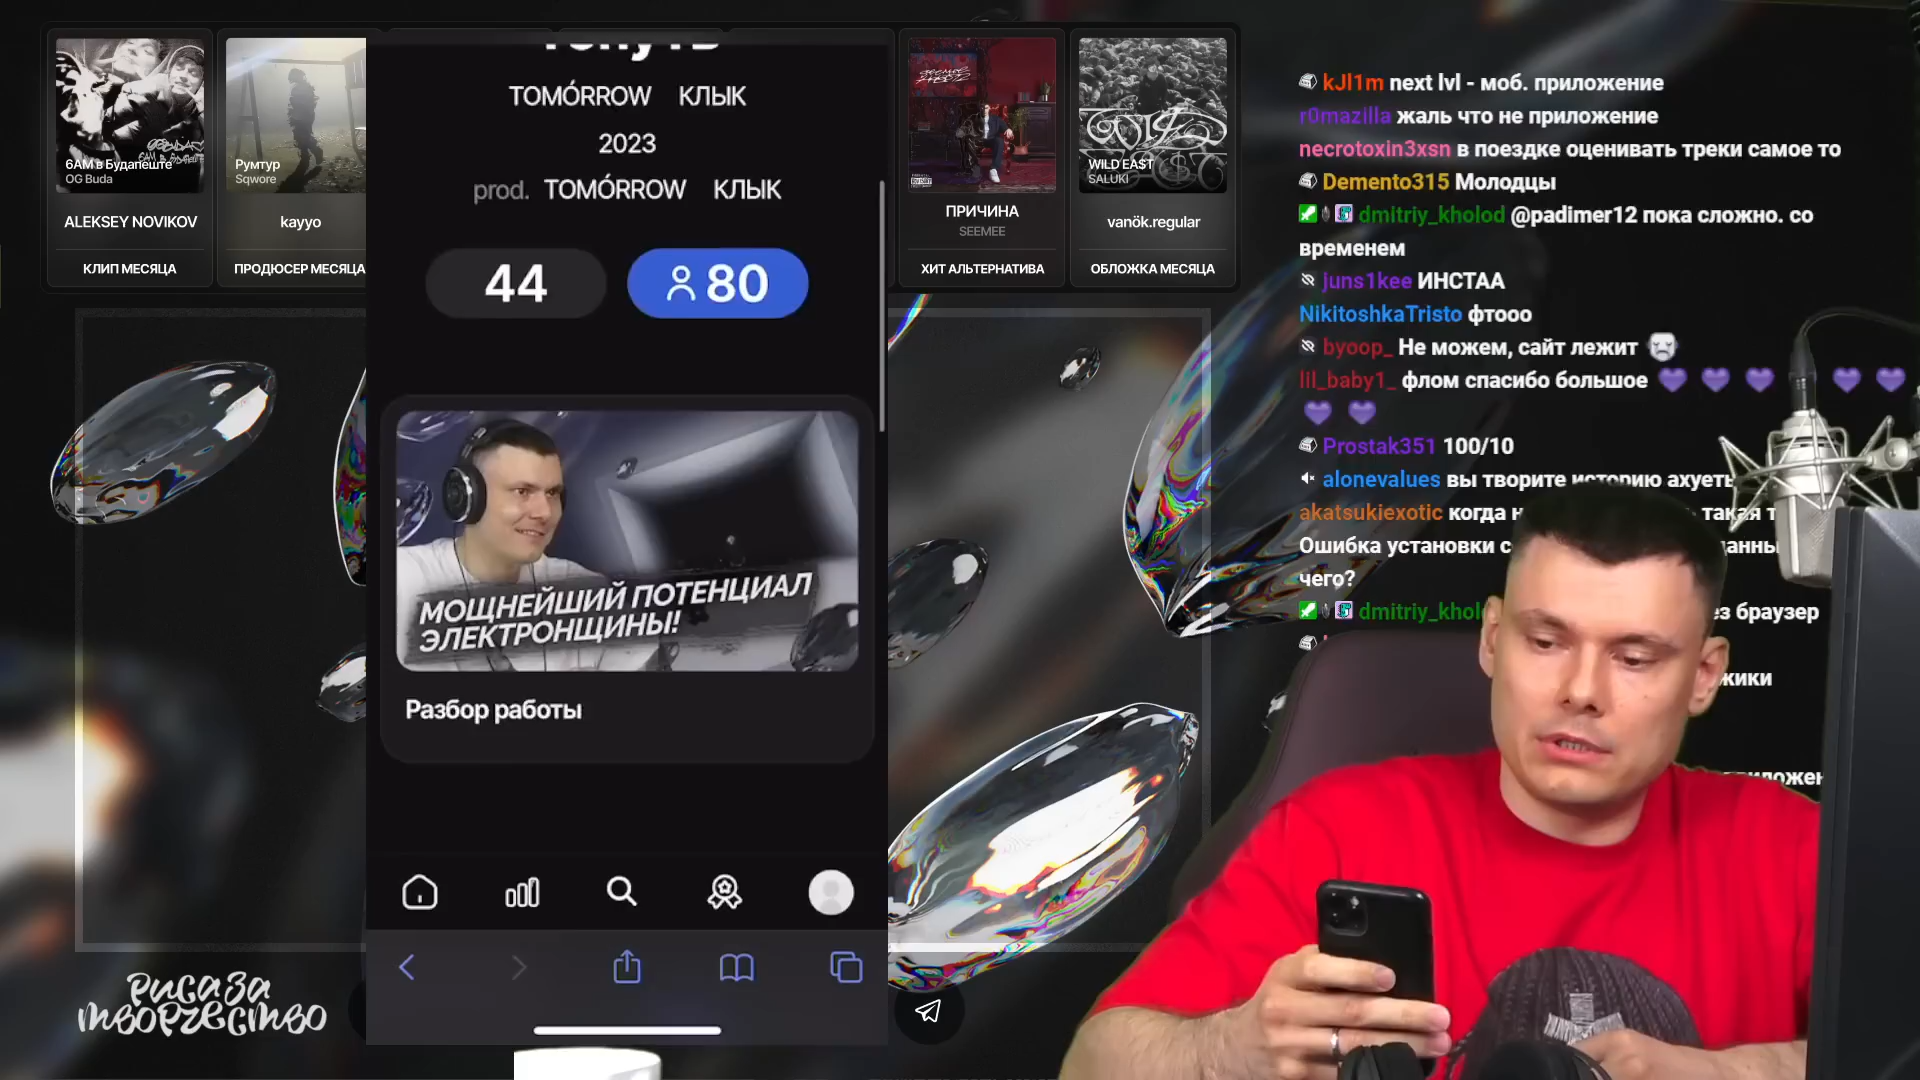 6AM в Будапеште
OG Buda
ALEKSEY NOVIKOV
КЛИП МЕСЯЦА
Румтур
Sqwore
kayyo
ПРОДЮСЕР МЕСЯЦА
TOMÓRROW КЛЫК
2023
prod. TOMÓRROW КЛЫК
44
80
МОЩНЕЙШИЙ ПОТЕНЦИАЛ
ЭЛЕКТРОНЩИНЫ!
Разбор работы
ПРИЧИНА
SEEMEE
ХИТ АЛЬТЕРНАТИВА
WILD EA$T
SALUKI
vanök.regular
ОБЛОЖКА МЕСЯЦА
kJl1m next lvl - моб. приложение
r0mazilla жаль что не приложение
necrotoxin3xsn в поездке оценивать треки самое то
Demento315 Молодцы
dmitriy_kholod @padimer12 пока сложно. со
временем
juns1kee ИНСТАА
NikitoshkaTristo фтооо
byoop_ Не можем, сайт лежит
lil_baby1_ флом спасибо большое
Prostak351 100/10
alonevalues вы творите историю ахуеть
akatsukiexotic когда такая
Ошибка установки
чего?
dmitriy_kholod браузер
РИСАЗА
ТВОРЧЕСТВО